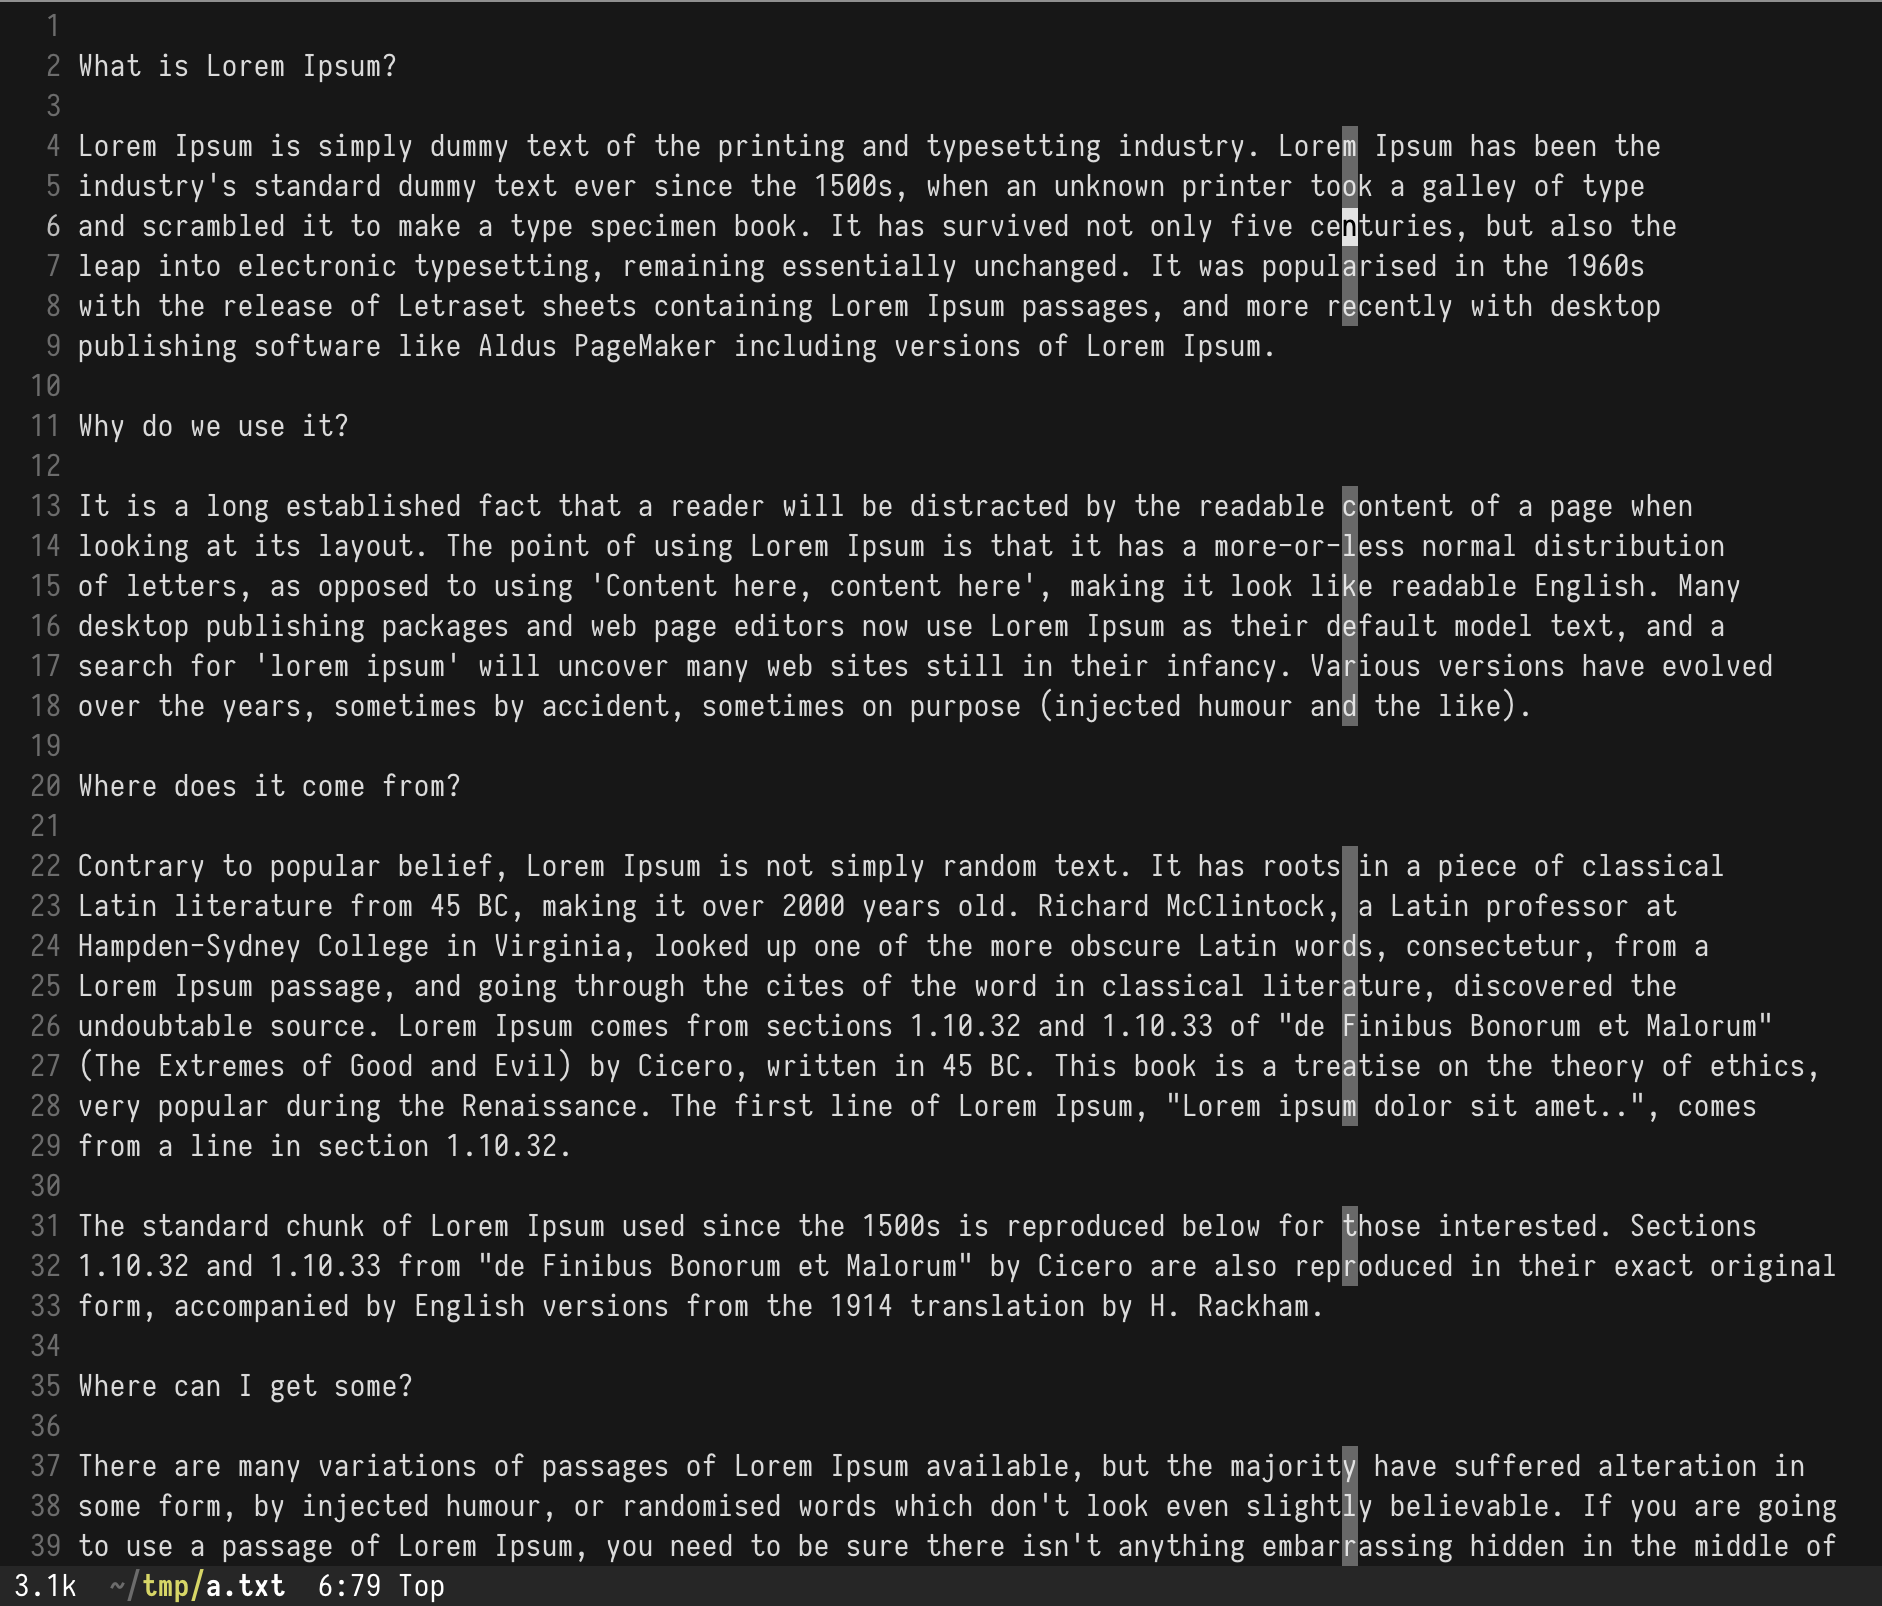 1
2 What is Lorem Ipsum?
3
4 Lorem Ipsum is simply dummy text of the printing and typesetting industry. Lorem Ipsum has been the
5 industry's standard dummy text ever since the 1500s, when an unknown printer took a galley of type
6 and scrambled it to make a type specimen book. It has survived not only five centuries, but also the
7 leap into electronic typesetting, remaining essentially unchanged. It was popularised in the 1960s
8 with the release of Letraset sheets containing Lorem Ipsum passages, and more recently with desktop
9 publishing software like Aldus PageMaker including versions of Lorem Ipsum.
10
11 Why do we use it?
12
13 It is a long established fact that a reader will be distracted by the readable content of a page when
14 looking at its layout. The point of using Lorem Ipsum is that it has a more-or-less normal distribution
15 of letters, as opposed to using 'Content here, content here', making it look like readable English. Many
16 desktop publishing packages and web page editors now use Lorem Ipsum as their default model text, and a
17 search for 'lorem ipsum' will uncover many web sites still in their infancy. Various versions have evolved
18 over the years, sometimes by accident, sometimes on purpose (injected humour and the like).
19
20 Where does it come from?
21
22 Contrary to popular belief, Lorem Ipsum is not simply random text. It has roots in a piece of classical
23 Latin literature from 45 BC, making it over 2000 years old. Richard McClintock, a Latin professor at
24 Hampden-Sydney College in Virginia, looked up one of the more obscure Latin words, consectetur, from a
25 Lorem Ipsum passage, and going through the cites of the word in classical literature, discovered the
26 undoubtable source. Lorem Ipsum comes from sections 1.10.32 and 1.10.33 of "de Finibus Bonorum et Malorum"
27 (The Extremes of Good and Evil) by Cicero, written in 45 BC. This book is a treatise on the theory of ethics,
28 very popular during the Renaissance. The first line of Lorem Ipsum, "Lorem ipsum dolor sit amet..", comes
29 from a line in section 1.10.32.
30
31 The standard chunk of Lorem Ipsum used since the 1500s is reproduced below for those interested. Sections
32 1.10.32 and 1.10.33 from "de Finibus Bonorum et Malorum" by Cicero are also reproduced in their exact original
33 form, accompanied by English versions from the 1914 translation by H. Rackham.
34
35 Where can I get some?
36
37 There are many variations of passages of Lorem Ipsum available, but the majority have suffered alteration in
38 some form, by injected humour, or randomised words which don't look even slightly believable. If you are going
39 to use a passage of Lorem Ipsum, you need to be sure there isn't anything embarrassing hidden in the middle of
3.1k ~/tmp/a.txt 6:79 Top